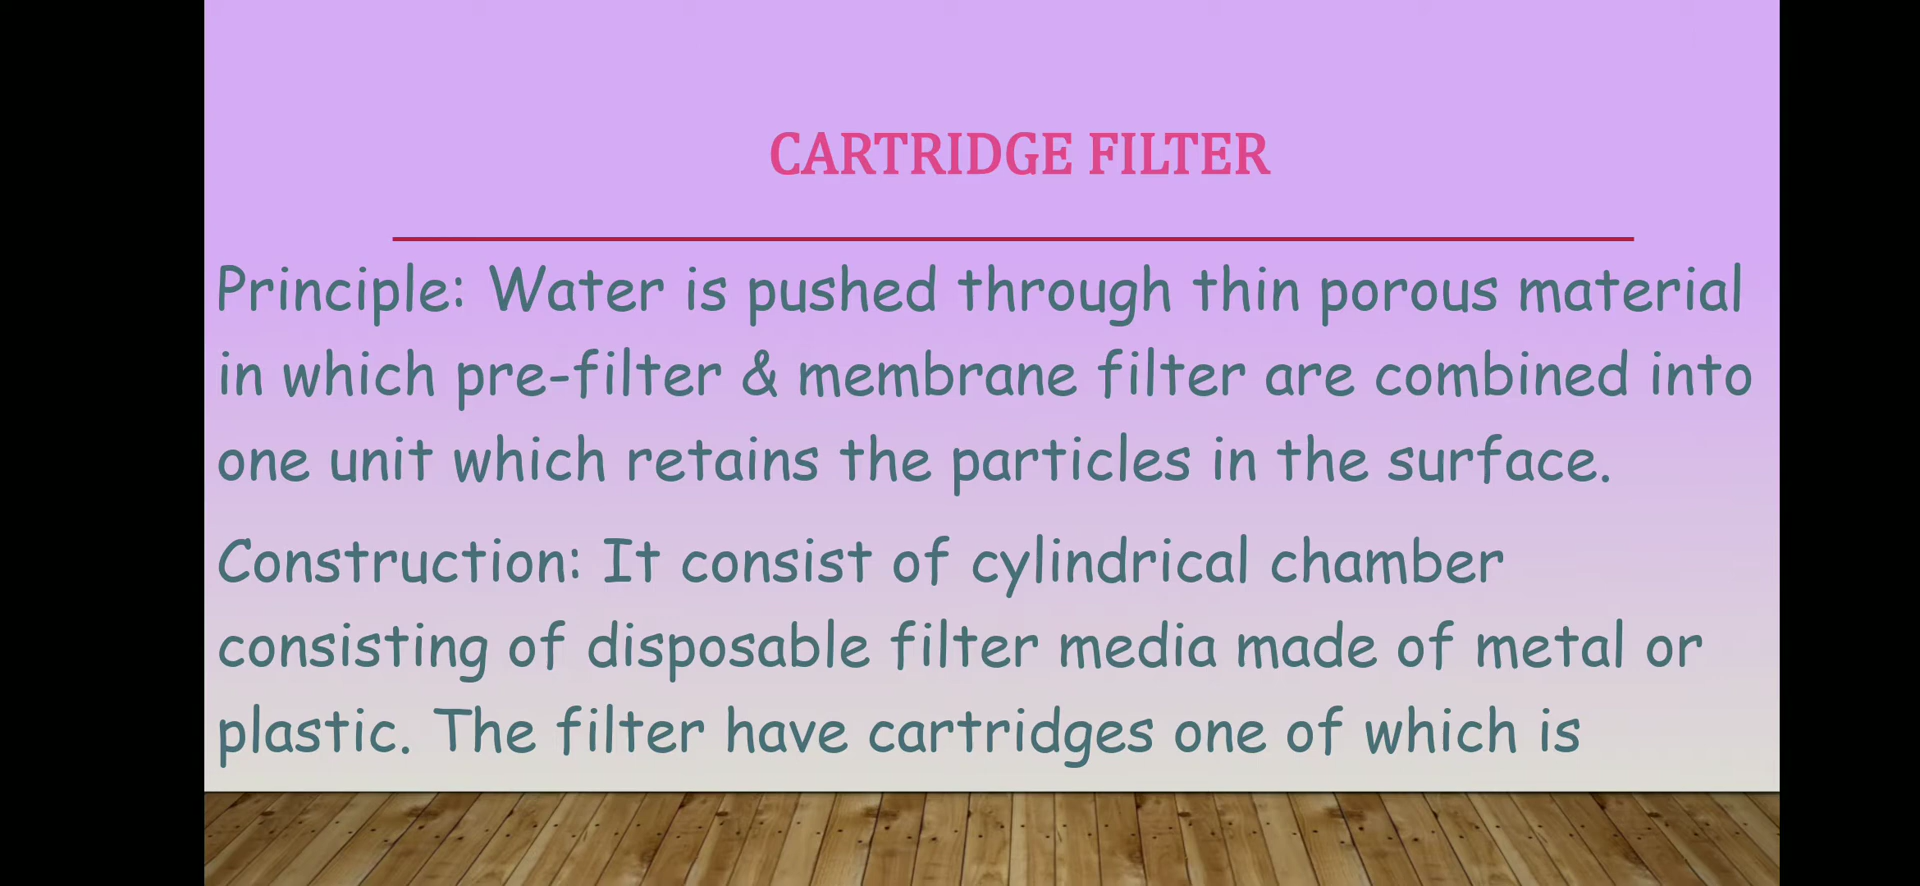 CARTRIDGE FILTER
Principle: Water is pushed through thin porous material
in which pre-filter & membrane filter are combined into
one unit which retains the particles in the surface.
Construction: It consist of cylindrical chamber
consisting of disposable filter media made of metal or
plastic. The filter have cartridges one of which is